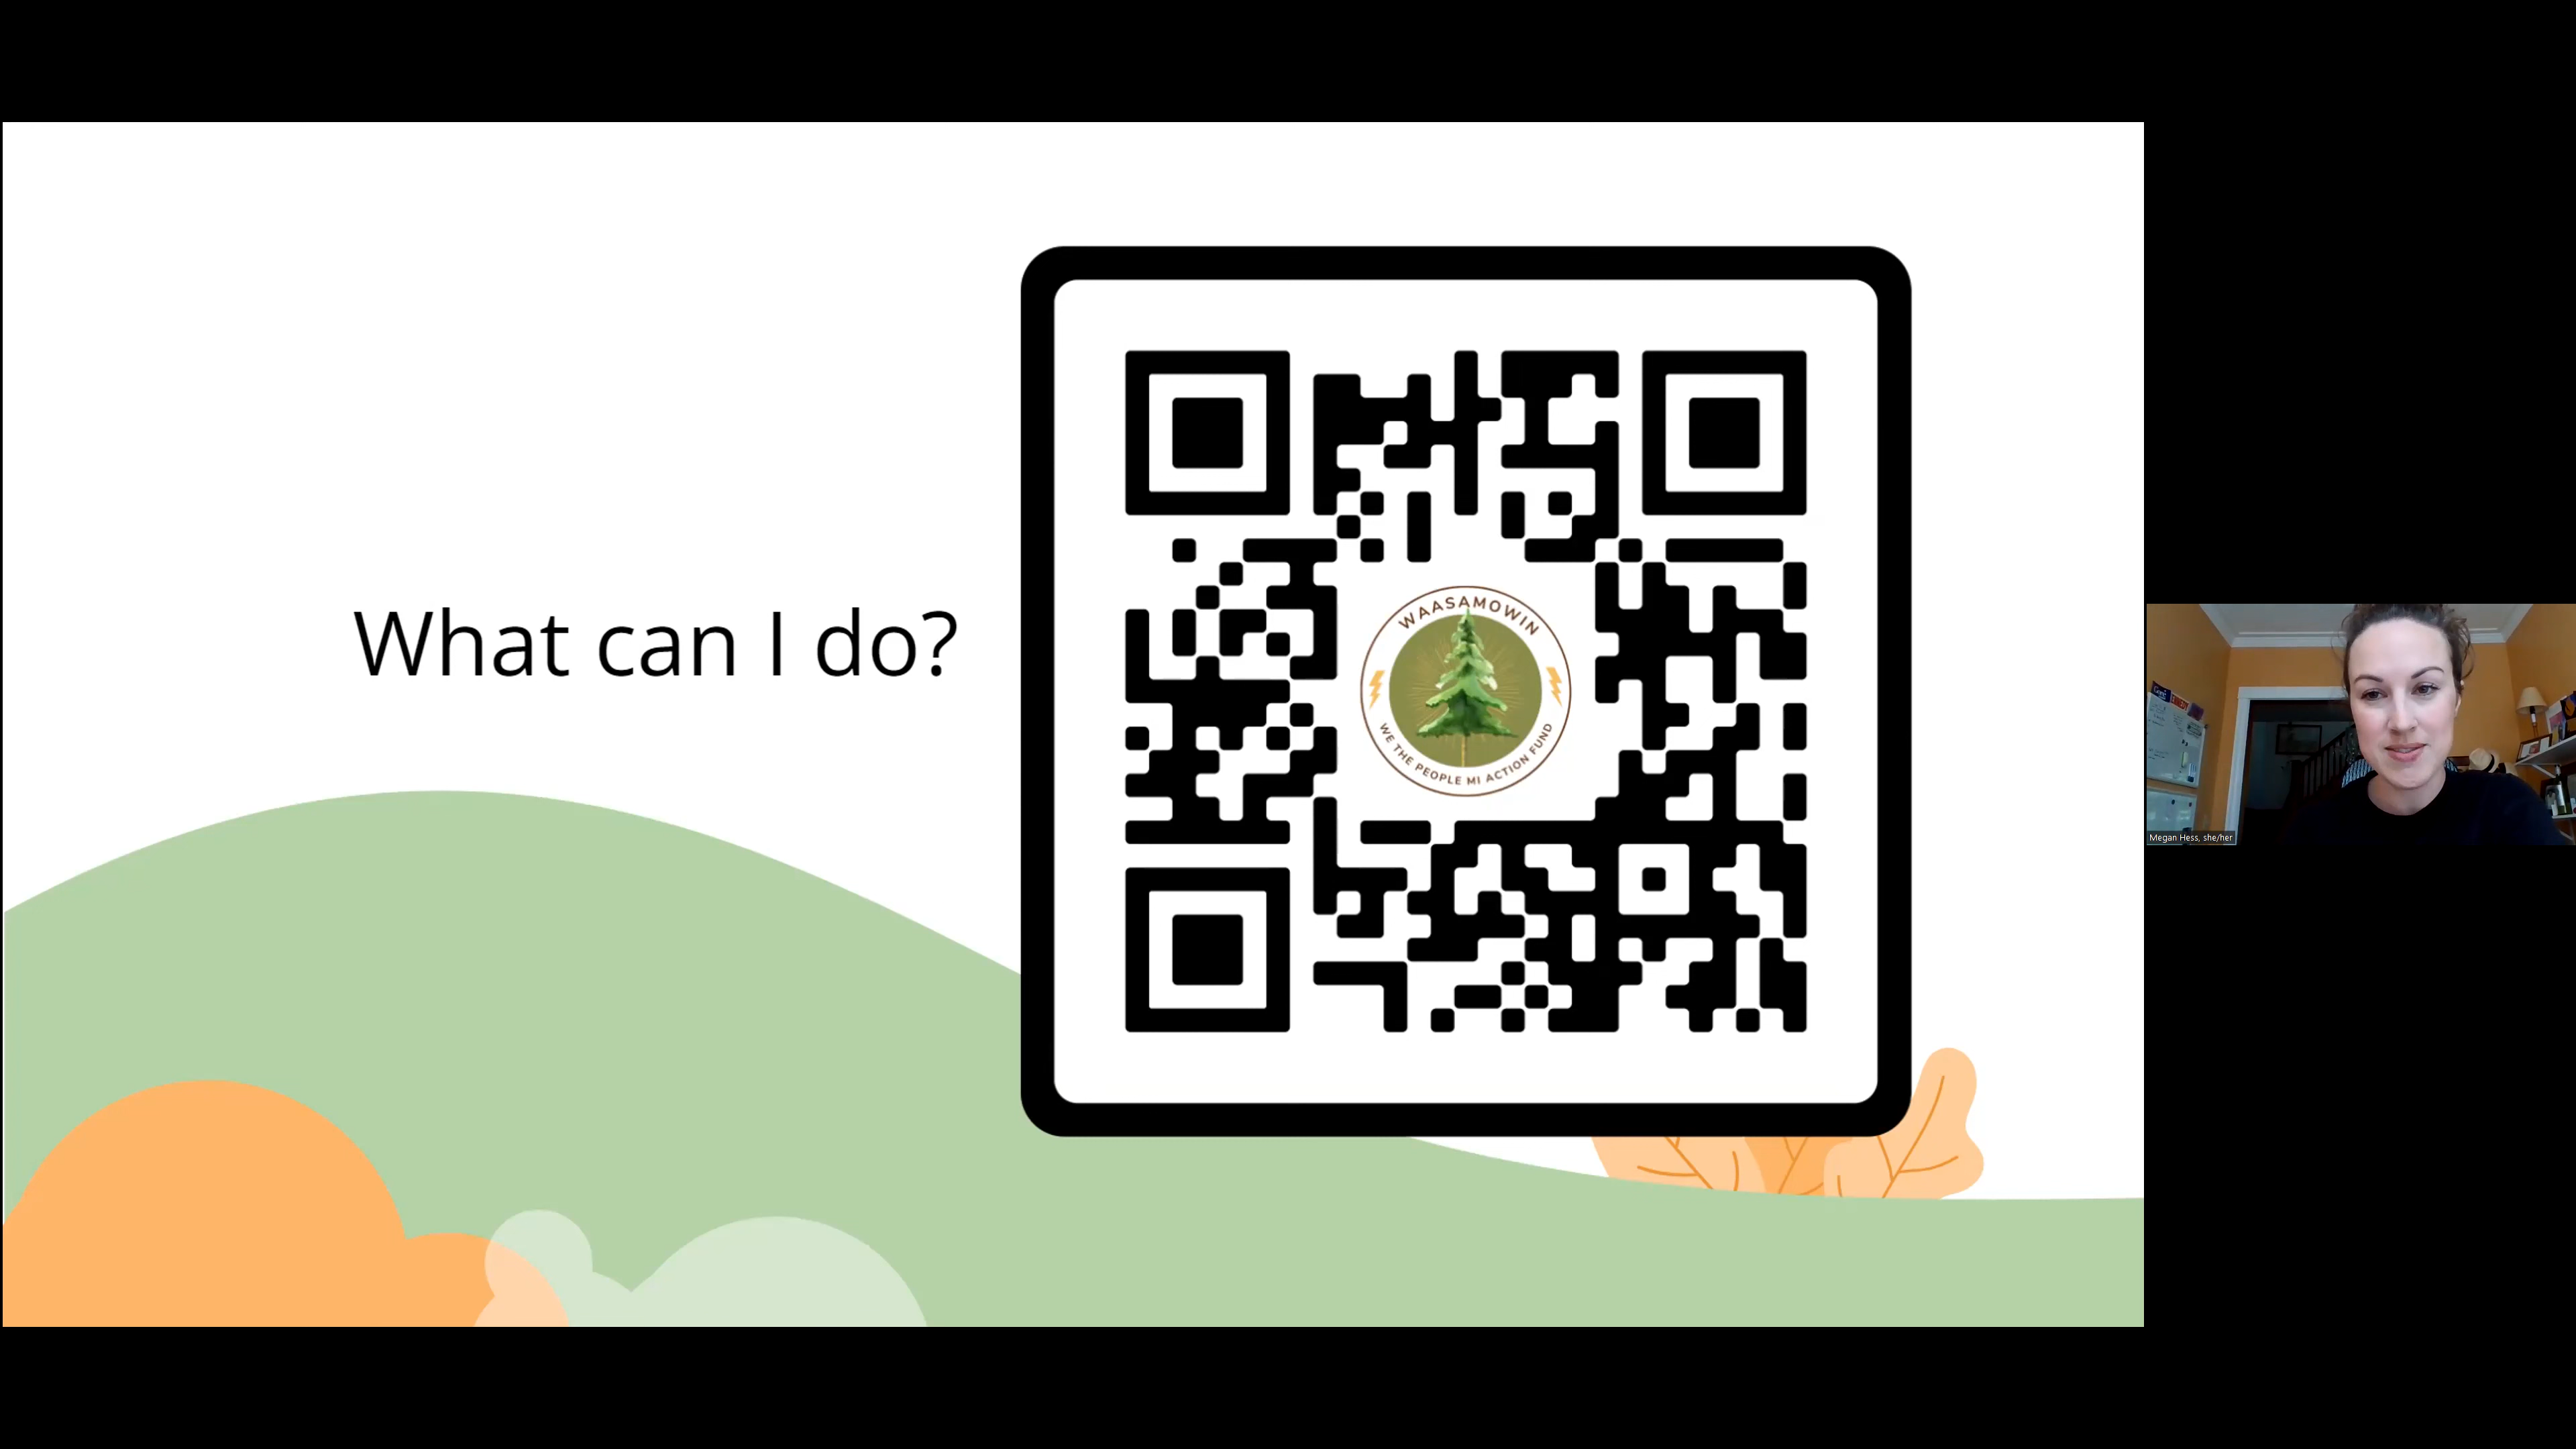 What can I do?
WAASAMOWIN
WE THE PEOPLE MI ACTION FUND
Megan Hess, she/her